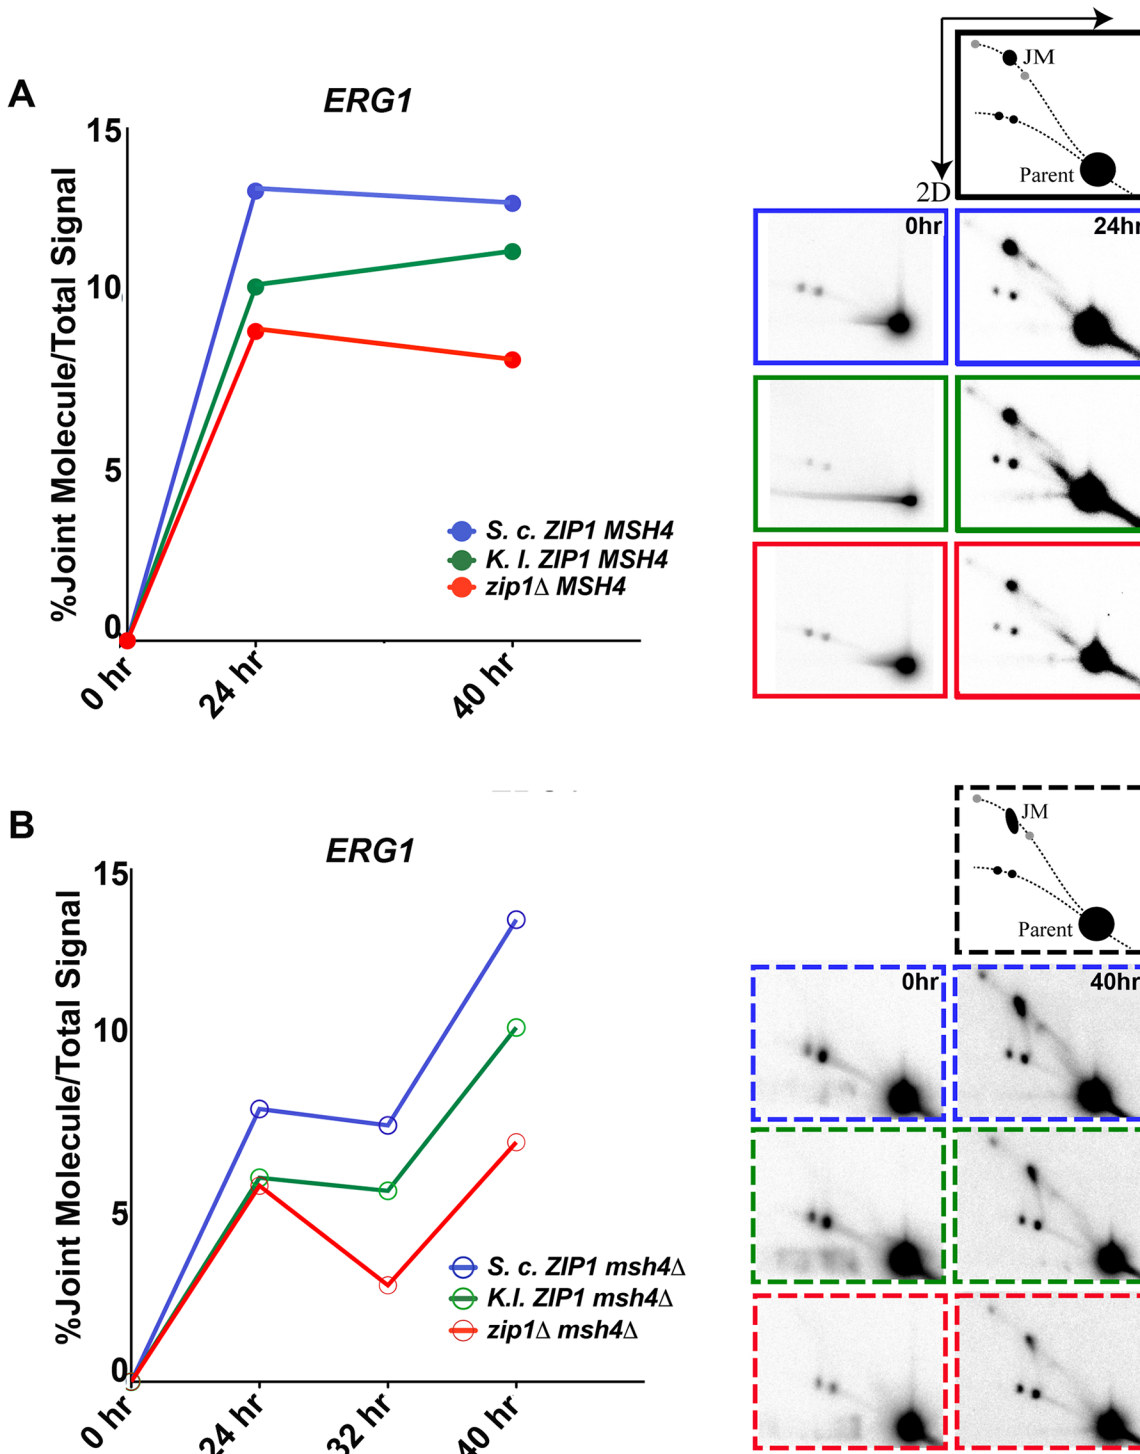 A
ERG1
%Joint Molecule/Total Signal
15
10
5
0
0 hr
24 hr
40 hr
S. c. ZIP1 MSH4
K. l. ZIP1 MSH4
zip1Δ MSH4
2D
JM
Parent
0hr
24hr
B
ERG1
%Joint Molecule/Total Signal
15
10
5
0
0 hr
24 hr
32 hr
40 hr
S. c. ZIP1 msh4Δ
K.l. ZIP1 msh4Δ
zip1Δ msh4Δ
JM
Parent
0hr
40hr